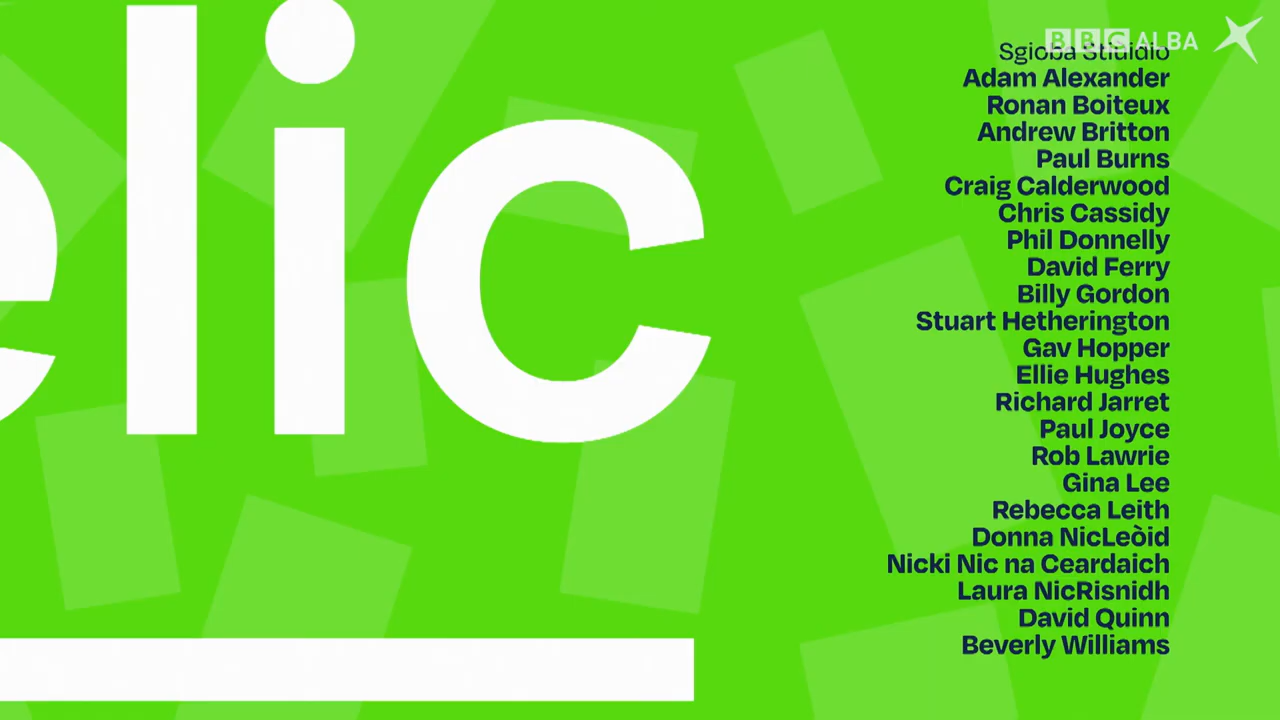 elic
BBC ALBA
Sgioba Stiùidio
Adam Alexander
Ronan Boiteux
Andrew Britton
Paul Burns
Craig Calderwood
Chris Cassidy
Phil Donnelly
David Ferry
Billy Gordon
Stuart Hetherington
Gav Hopper
Ellie Hughes
Richard Jarret
Paul Joyce
Rob Lawrie
Gina Lee
Rebecca Leith
Donna NicLeòid
Nicki Nic na Ceardaich
Laura NicRisnidh
David Quinn
Beverly Williams